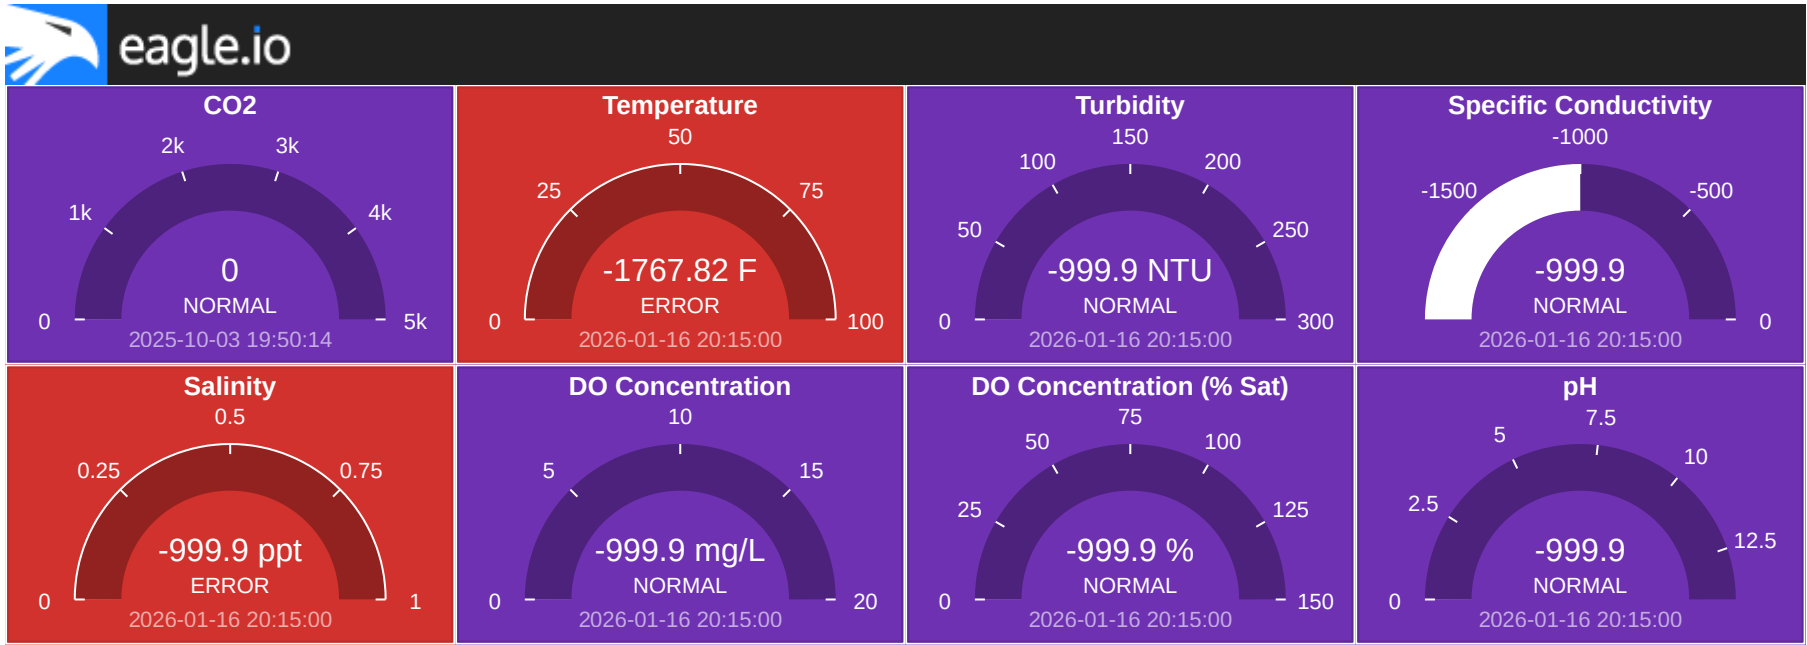 eagle.io
CO2
2k
3k
1k
4k
0
NORMAL
0
5k
2025-10-03 19:50:14
Temperature
50
25
75
-1767.82 F
ERROR
0
100
2026-01-16 20:15:00
Turbidity
150
100
200
50
250
-999.9 NTU
NORMAL
0
300
2026-01-16 20:15:00
Specific Conductivity
-1000
-1500
-500
-999.9
NORMAL
0
2026-01-16 20:15:00
Salinity
0.5
0.25
0.75
-999.9 ppt
ERROR
0
1
2026-01-16 20:15:00
DO Concentration
10
5
15
-999.9 mg/L
NORMAL
0
20
2026-01-16 20:15:00
DO Concentration (% Sat)
75
50
100
25
125
-999.9 %
NORMAL
0
150
2026-01-16 20:15:00
pH
7.5
5
10
2.5
12.5
-999.9
NORMAL
0
2026-01-16 20:15:00